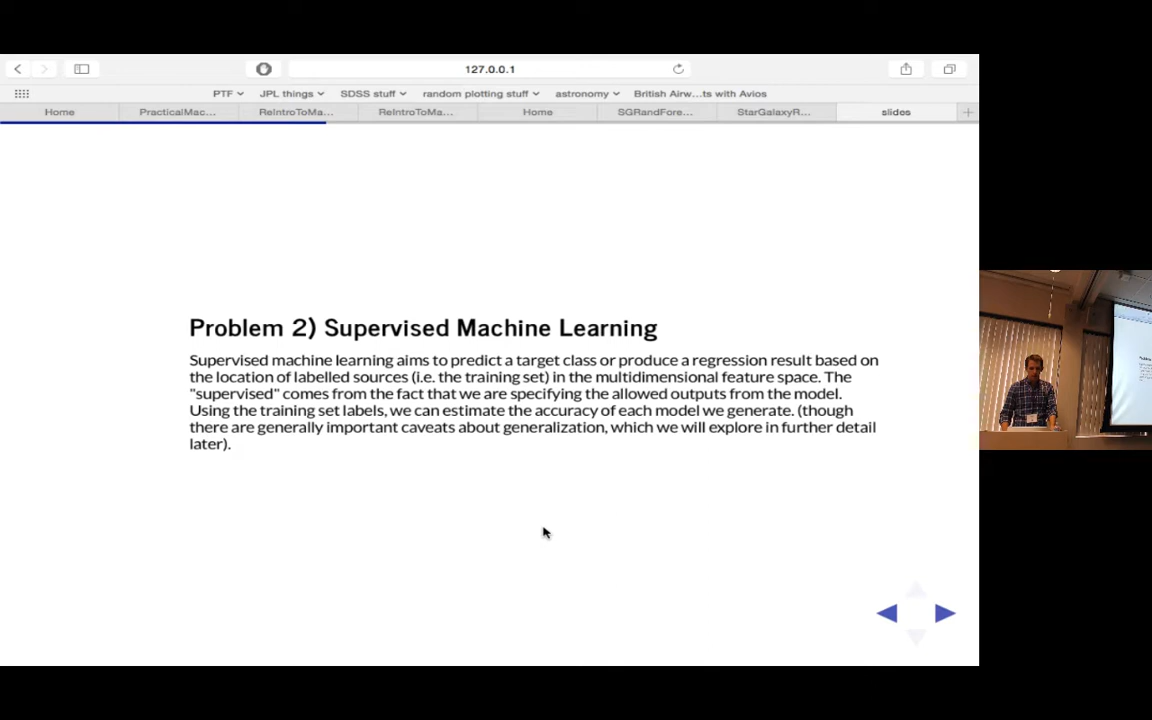 127.0.0.1
PTF JPL things SDSS stuff random plotting stuff astronomy British Airw...ts with Avios
Home PracticalMac... ReIntroToMa... ReIntroToMa... Home SGRandFore... StarGalaxyR... slides
Problem 2) Supervised Machine Learning
Supervised machine learning aims to predict a target class or produce a regression result based on
the location of labelled sources (i.e. the training set) in the multidimensional feature space. The
"supervised" comes from the fact that we are specifying the allowed outputs from the model.
Using the training set labels, we can estimate the accuracy of each model we generate. (though
there are generally important caveats about generalization, which we will explore in further detail
later).